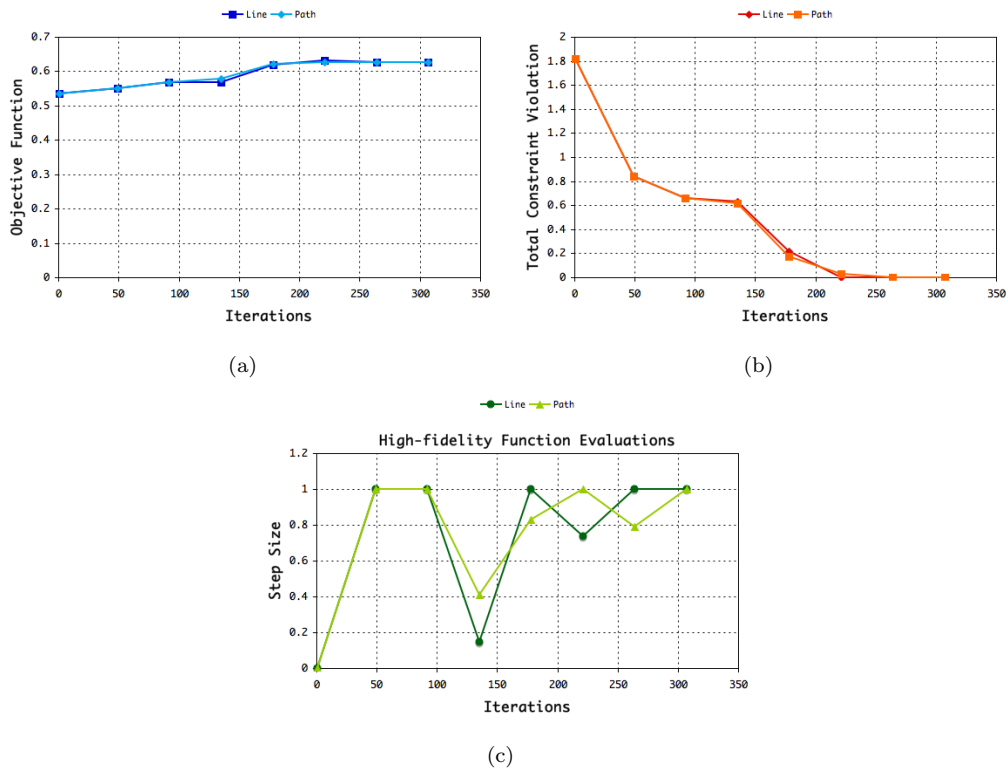 Line Path
0.7
0.6
0.5
0.4
0.3
0.2
0.1
0
Objective Function
0 50 100 150 200 250 300 350
Iterations
(a)
Line Path
2
1.8
1.6
1.4
1.2
1
0.8
0.6
0.4
0.2
0
Total Constraint Violation
0 50 100 150 200 250 300 350
Iterations
(b)
Line Path
High-fidelity Function Evaluations
1.2
1
0.8
0.6
0.4
0.2
0
Step Size
0 50 100 150 200 250 300 350
Iterations
(c)